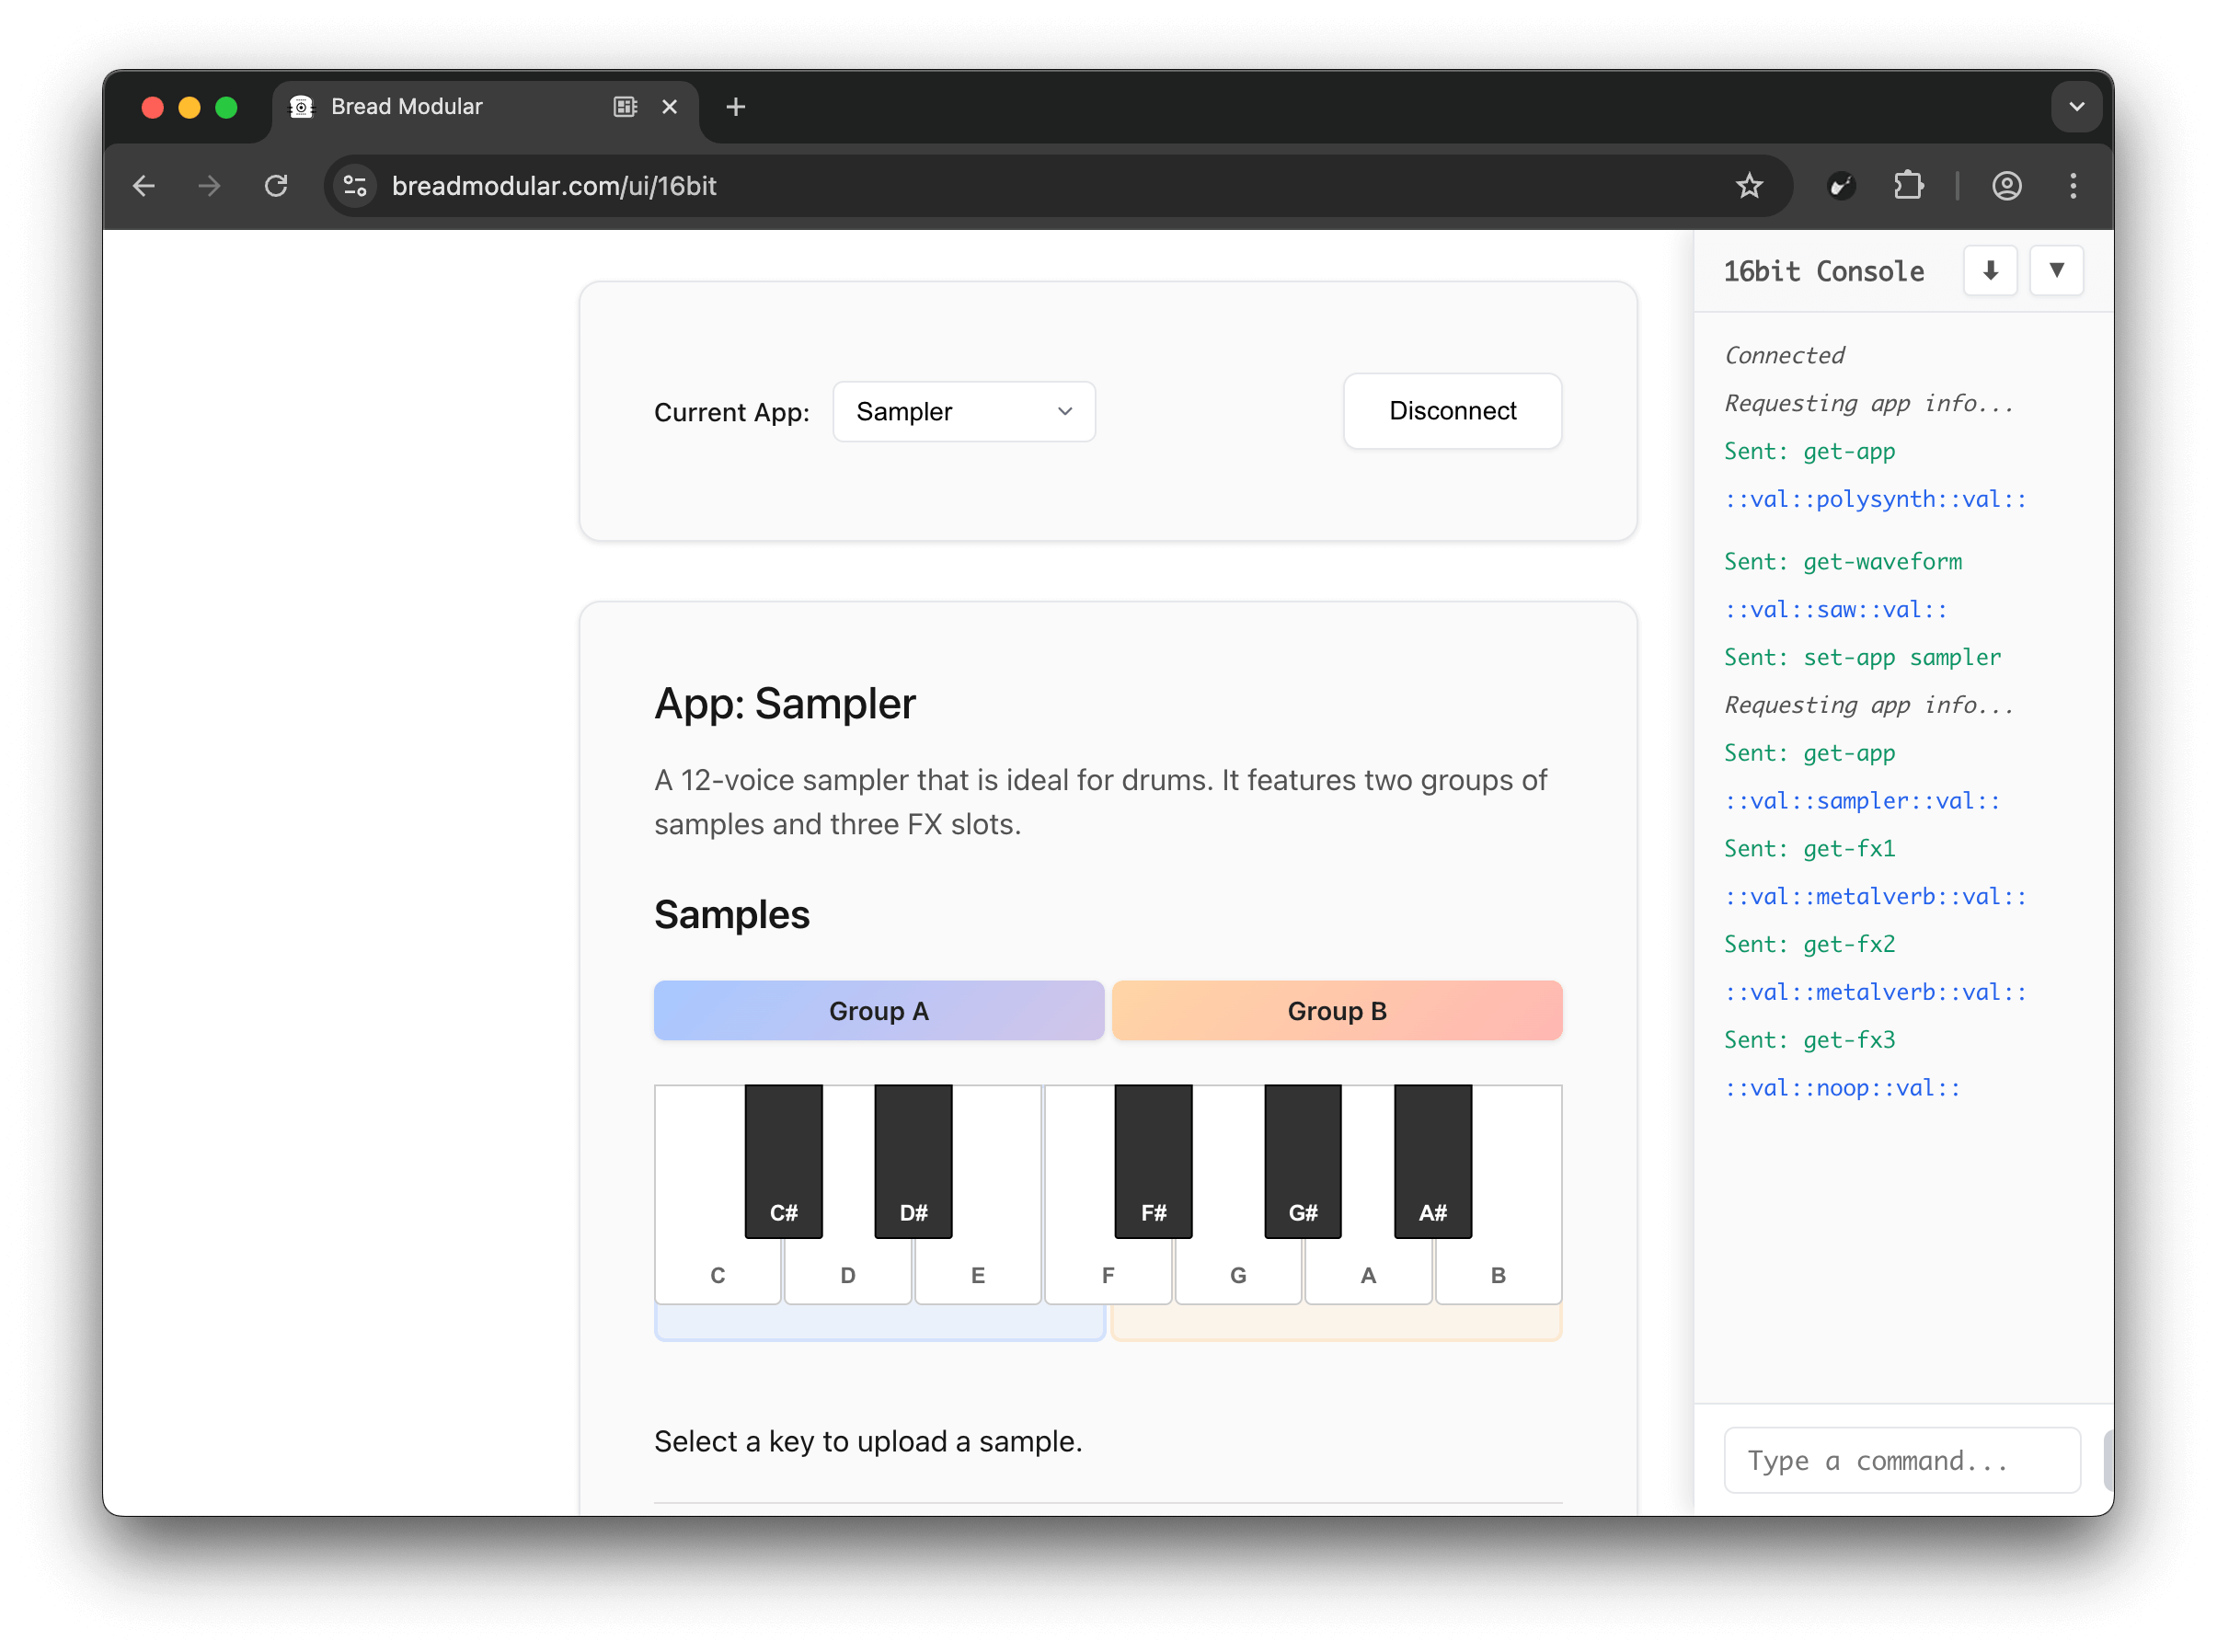 Bread Modular
breadmodular.com/ui/16bit
Current App:
Sampler
Disconnect
App: Sampler
A 12-voice sampler that is ideal for drums. It features two groups of
samples and three FX slots.
Samples
Group A
Group B
C#
D#
F#
G#
A#
C
D
E
F
G
A
B
Select a key to upload a sample.
16bit Console
Connected
Requesting app info...
Sent: get-app
::val::polysynth::val::
Sent: get-waveform
::val::saw::val::
Sent: set-app sampler
Requesting app info...
Sent: get-app
::val::sampler::val::
Sent: get-fx1
::val::metalverb::val::
Sent: get-fx2
::val::metalverb::val::
Sent: get-fx3
::val::noop::val::
Type a command...